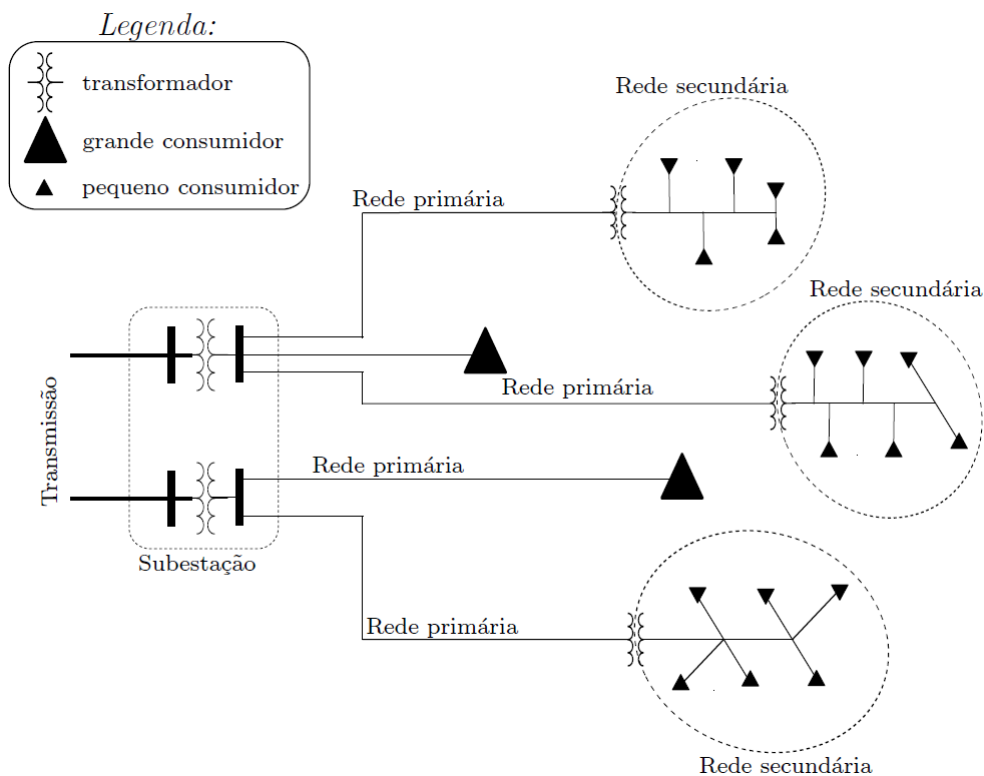 Legenda:
transformador
grande consumidor
pequeno consumidor
Rede secundária
Rede primária
Rede secundária
Rede primária
Transmissão
Rede primária
Subestação
Rede primária
Rede secundária